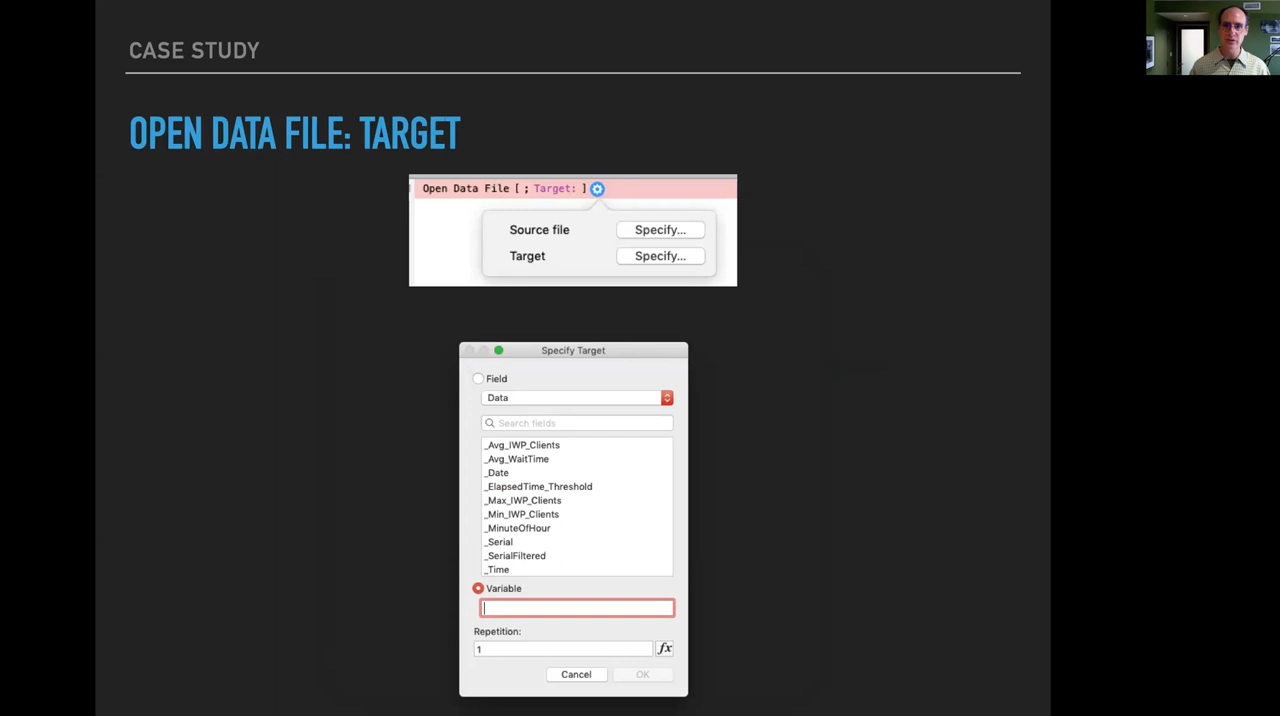 CASE STUDY
OPEN DATA FILE: TARGET
Open Data File [ ; Target: ]
Source file Specify...
Target Specify...
Specify Target
Field
Data
Search fields
_Avg_IWP_Clients
_Avg_WaitTime
_Date
_ElapsedTime_Threshold
_Max_IWP_Clients
_Min_IWP_Clients
_MinuteOfHour
_Serial
_SerialFiltered
_Time
Variable
Repetition:
1 fx
Cancel OK